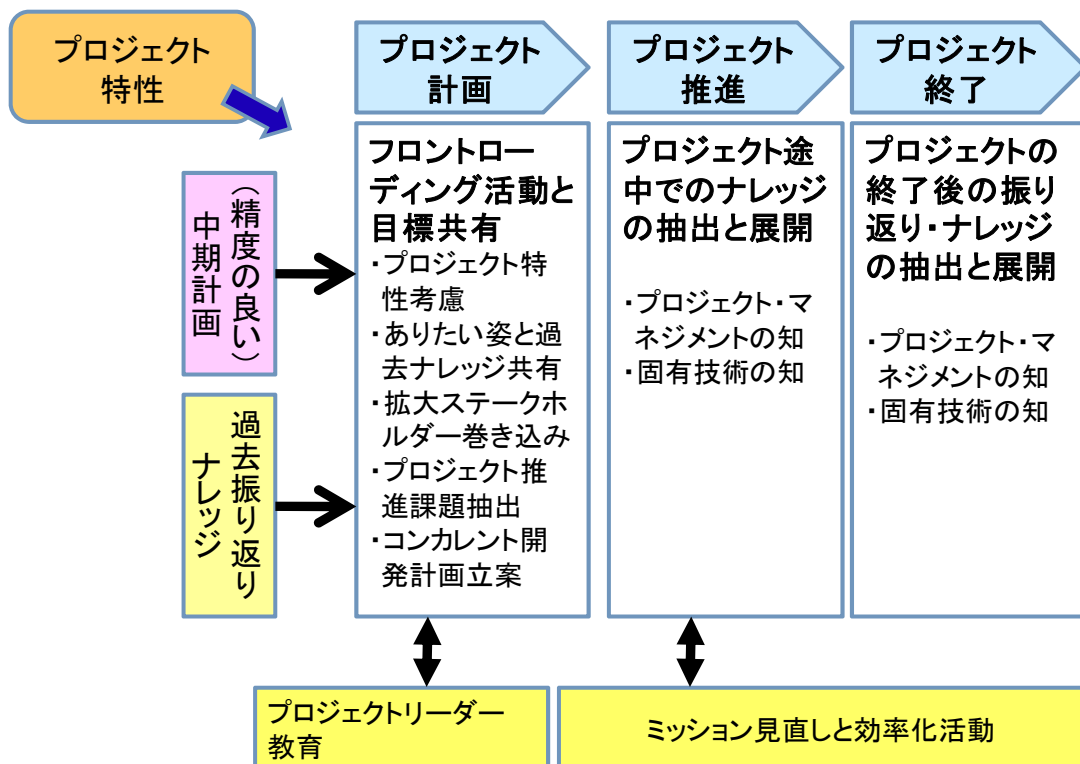 プロジェクト
特性
プロジェクト
計画
プロジェクト
推進
プロジェクト
終了
(精度の良い)
中期計画
過去振り返り
ナレッジ
フロントロー
ディング活動と
目標共有
・プロジェクト特
性考慮
・ありたい姿と過
去ナレッジ共有
・拡大ステークホ
ルダー巻き込み
・プロジェクト推
進課題抽出
・コンカレント開
発計画立案
プロジェクト途
中でのナレッジ
の抽出と展開
・プロジェクト・マ
ネジメントの知
・固有技術の知
プロジェクトの
終了後の振り
返り・ナレッジ
の抽出と展開
・プロジェクト・マ
ネジメントの知
・固有技術の知
プロジェクトリーダー
教育
ミッション見直しと効率化活動